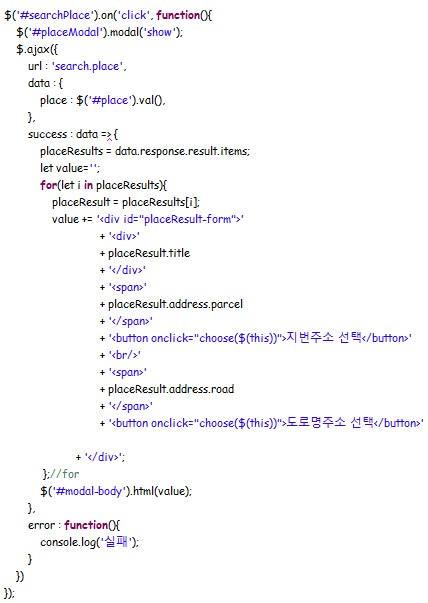 $('#searchPlace').on('click', function(){
$('#placeModal').modal('show');
$.ajax({
url : 'search.place',
data : {
place : $('#place').val(),
},
success : data => {
placeResults = data.response.result.items;
let value='';
for(let i in placeResults){
placeResult = placeResults[i];
value += '<div id="placeResult-form">'
+ '<div>'
+ placeResult.title
+ '</div>'
+ '<span>'
+ placeResult.address.parcel
+ '</span>'
+ '<button onclick="choose($(this))">지번주소 선택</button>'
+ '<br/>'
+ '<span>'
+ placeResult.address.road
+ '</span>'
+ '<button onclick="choose($(this))">도로명주소 선택</button>'
+ '</div>';
};//for
$('#modal-body').html(value);
},
error : function(){
console.log('실패');
}
})
});